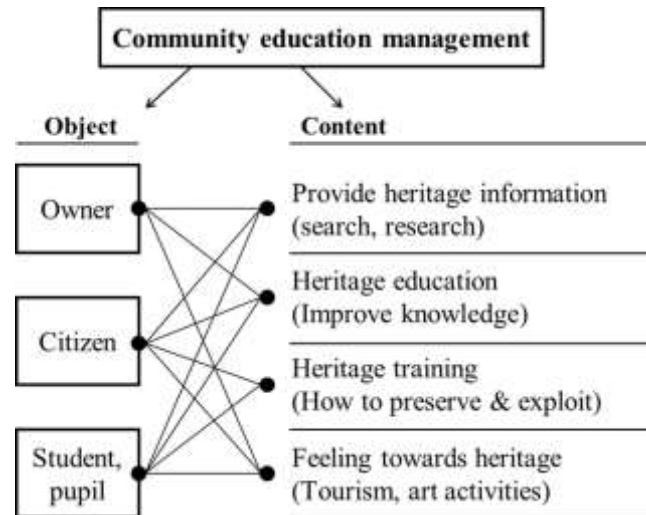 Community education management
Object
Content
Owner
Provide heritage information
(search, research)
Heritage education
(Improve knowledge)
Citizen
Heritage training
(How to preserve & exploit)
Student,
pupil
Feeling towards heritage
(Tourism, art activities)